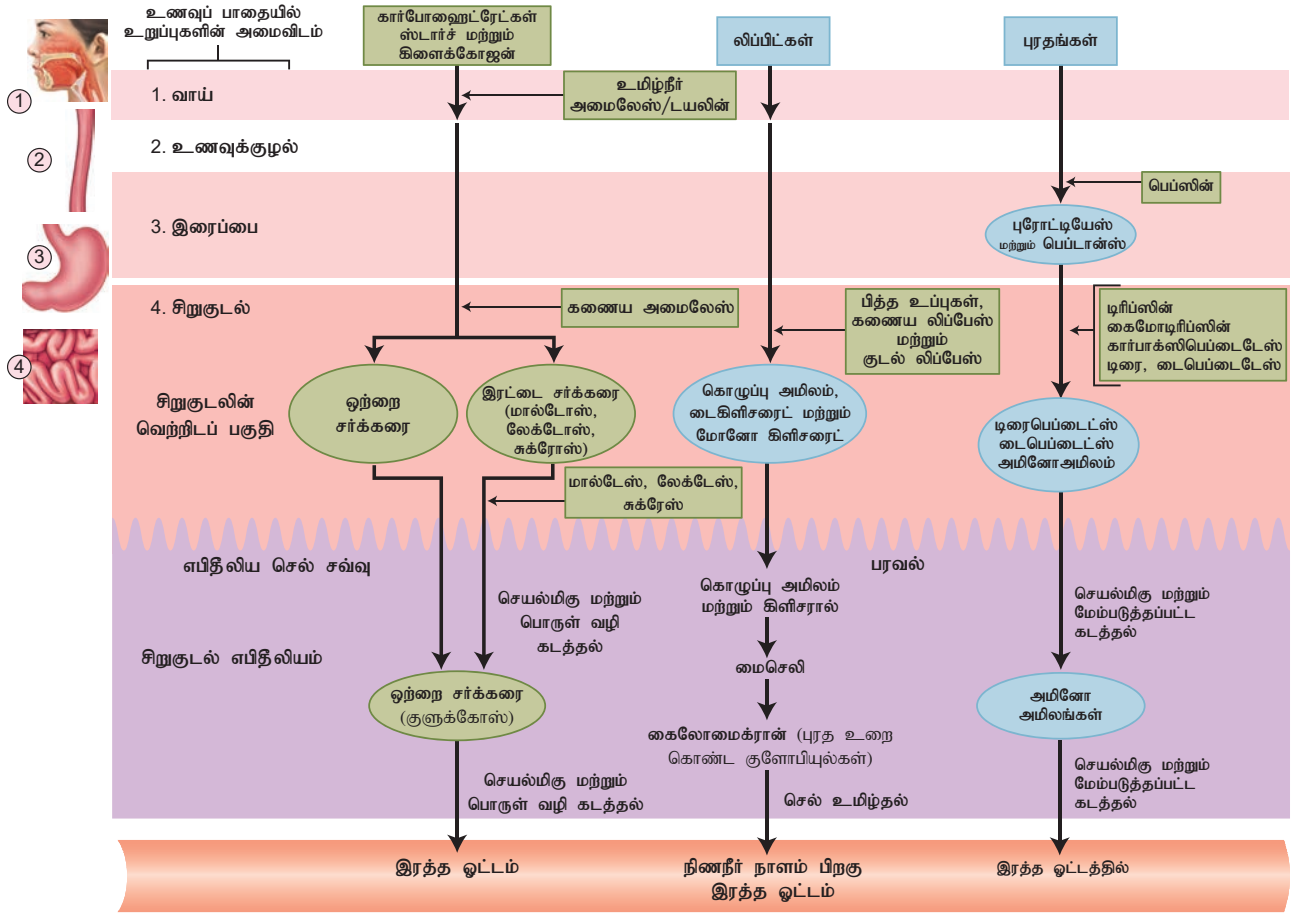 உணவுப் பாதையில்
உறுப்புகளின் அமைவிடம்
கார்போஹைட்ரேட்கள்
ஸ்டார்ச் மற்றும்
கிளைக்கோஜன்
லிப்பிட்கள்
புரதங்கள்
1
1. வாய்
உமிழ்நீர்
அமைலேஸ்/டயலின்
2
2. உணவுக்குழல்
பெப்ஸின்
3
3. இரைப்பை
புரோட்டியேஸ்
மற்றும் பெப்டான்ஸ்
4. சிறுகுடல்
கணைய அமைலேஸ்
பித்த உப்புகள்,
கணைய லிப்பேஸ்
மற்றும்
குடல் லிப்பேஸ்
டிரிப்ஸின்
கைமோடிரிப்ஸின்
கார்பாக்ஸிபெப்டைடேஸ்
டிரை, டைபெப்டைடேஸ்
4
சிறுகுடலின்
வெற்றிடப் பகுதி
ஒற்றை
சர்க்கரை
இரட்டை சர்க்கரை
(மால்டோஸ்,
லேக்டோஸ்,
சுக்ரோஸ்)
கொழுப்பு அமிலம்,
டைகிளிசரைட் மற்றும்
மோனோ கிளிசரைட்
டிரைபெப்டைட்ஸ்
டைபெப்டைட்ஸ்
அமினோஅமிலம்
மால்டேஸ், லேக்டேஸ்,
சுக்ரேஸ்
எபிதீலிய செல் சவ்வு
பரவல்
செயல்மிகு மற்றும்
பொருள் வழி
கடத்தல்
கொழுப்பு அமிலம்
மற்றும் கிளிசரால்
செயல்மிகு மற்றும்
மேம்படுத்தப்பட்ட
கடத்தல்
சிறுகுடல் எபிதீலியம்
மைசெலி
ஒற்றை சர்க்கரை
(குளுக்கோஸ்)
அமினோ
அமிலங்கள்
கைலோமைக்ரான் (புரத உறை
கொண்ட குளோபியுல்கள்)
செயல்மிகு மற்றும்
பொருள் வழி கடத்தல்
செல் உமிழ்தல்
செயல்மிகு மற்றும்
மேம்படுத்தப்பட்ட
கடத்தல்
இரத்த ஓட்டம்
நிணநீர் நாளம் பிறகு
இரத்த ஓட்டம்
இரத்த ஓட்டத்தில்